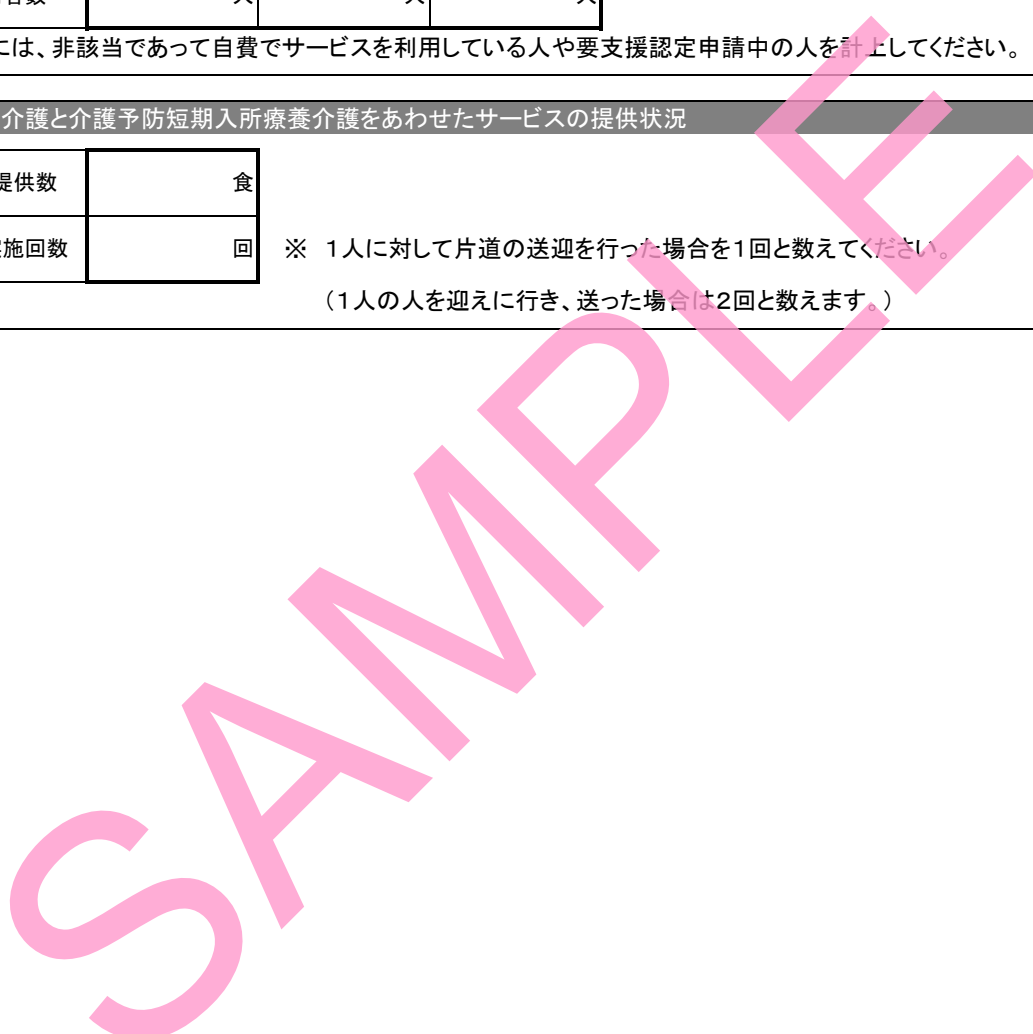 人 人 人
には、非該当であって自費でサービスを利用している人や要支援認定申請中の人を計上してください。
介護と介護予防短期入所療養介護をあわせたサービスの提供状況
提供数 食
施回数 回 ※ 1人に対して片道の送迎を行った場合を1回と数えてください。
（1人の人を迎えに行き、送った場合は2回と数えます。）
SAMPLE